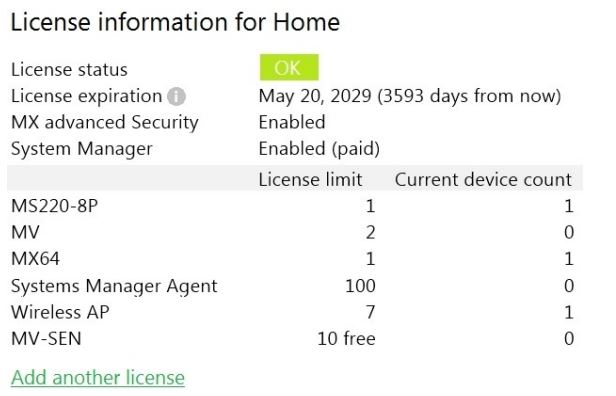 License information for Home
License status OK
License expiration May 20, 2029 (3593 days from now)
MX advanced Security Enabled
System Manager Enabled (paid)
License limit Current device count
MS220-8P 1 1
MV 2 0
MX64 1 1
Systems Manager Agent 100 0
Wireless AP 7 1
MV-SEN 10 free 0
Add another license